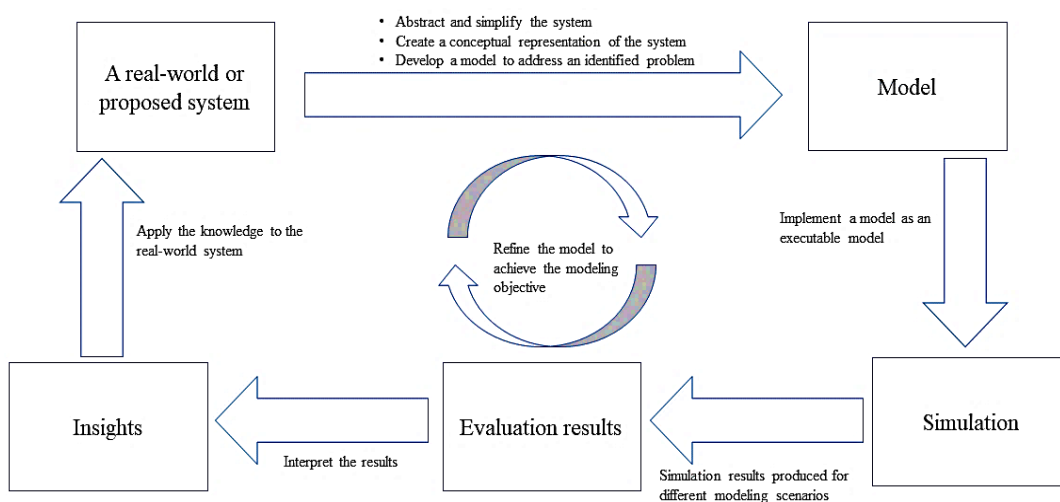 • Abstract and simplify the system
• Create a conceptual representation of the system
• Develop a model to address an identified problem
A real-world or
proposed system
Model
Apply the knowledge to the
real-world system
Refine the model to
achieve the modeling
objective
Implement a model as an
executable model
Insights
Evaluation results
Simulation
Interpret the results
Simulation results produced for
different modeling scenarios